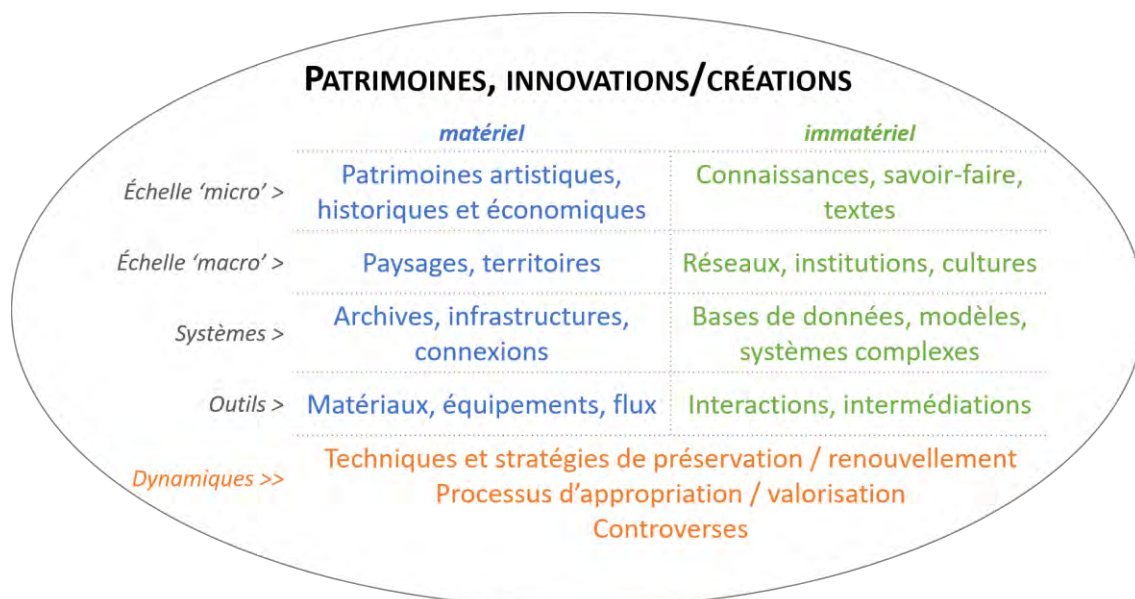 PATRIMOINES, INNOVATIONS/CRÉATIONS
matériel immatériel
Échelle ‘micro’ > Patrimoines artistiques, historiques et économiques Connaissances, savoir-faire, textes
Échelle ‘macro’ > Paysages, territoires Réseaux, institutions, cultures
Systèmes > Archives, infrastructures, connexions Bases de données, modèles, systèmes complexes
Outils > Matériaux, équipements, flux Interactions, intermédiations
Dynamiques >> Techniques et stratégies de préservation / renouvellement
Processus d’appropriation / valorisation
Controverses